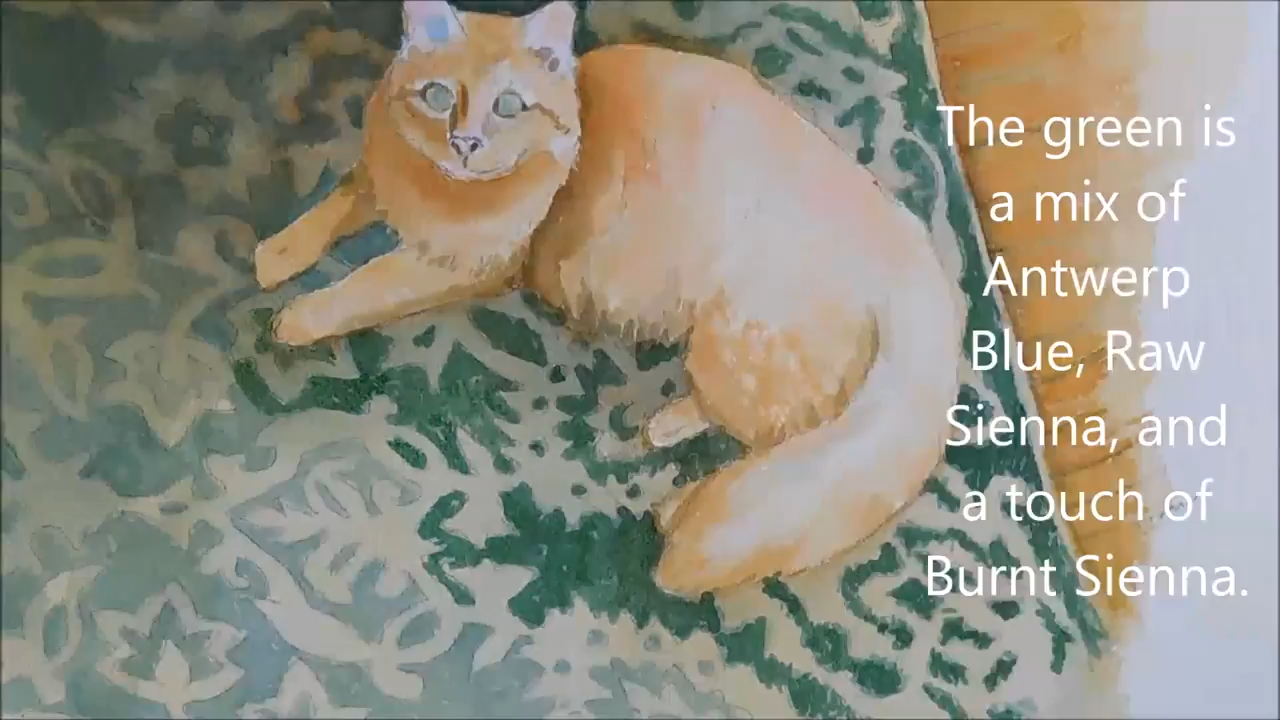 The green is
a mix of
Antwerp
Blue, Raw
Sienna, and
a touch of
Burnt Sienna.